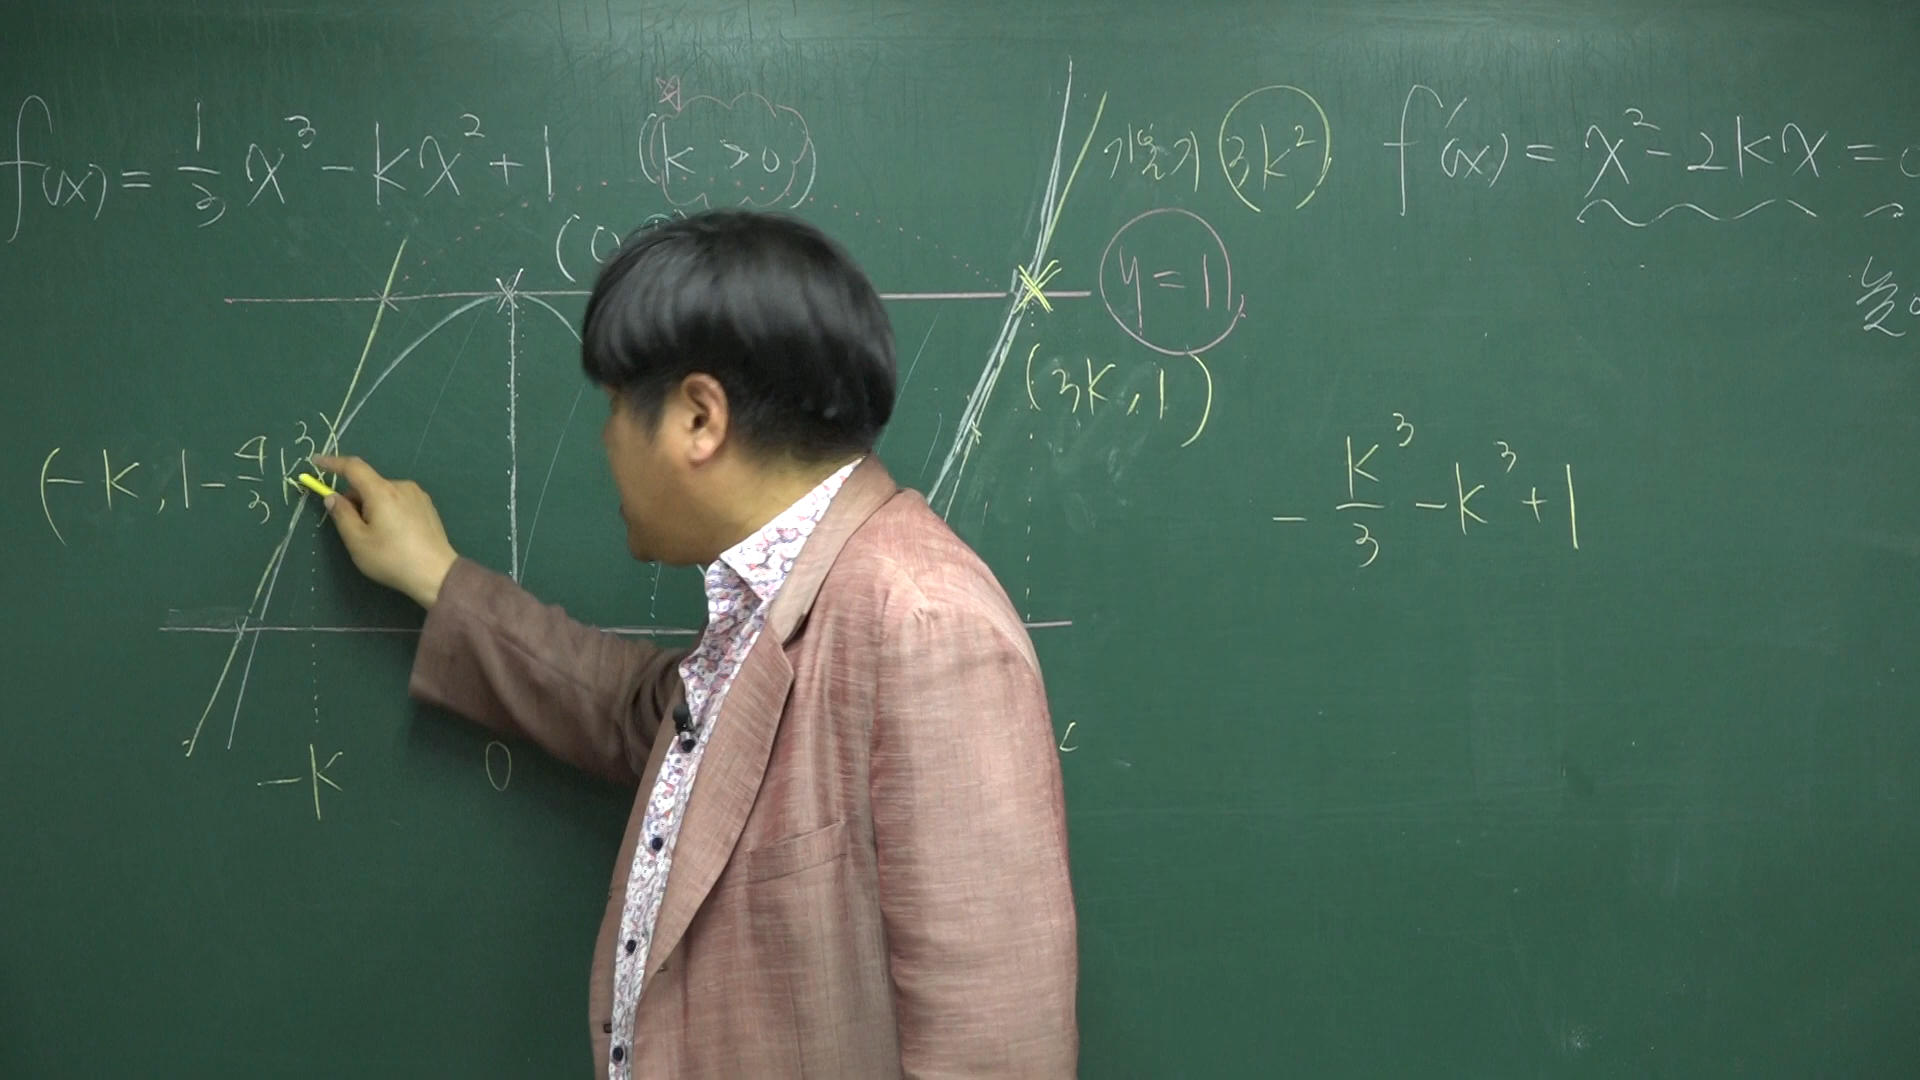 f(x) = 1/3 x³ - kx² + 1 (k > 0)
기울기 3k²
f'(x) = x² - 2kx =
(0
y = 1
(3k, 1)
(-k, 1 - 4/3 k³)
- k³/3 - k³ + 1
-k 0